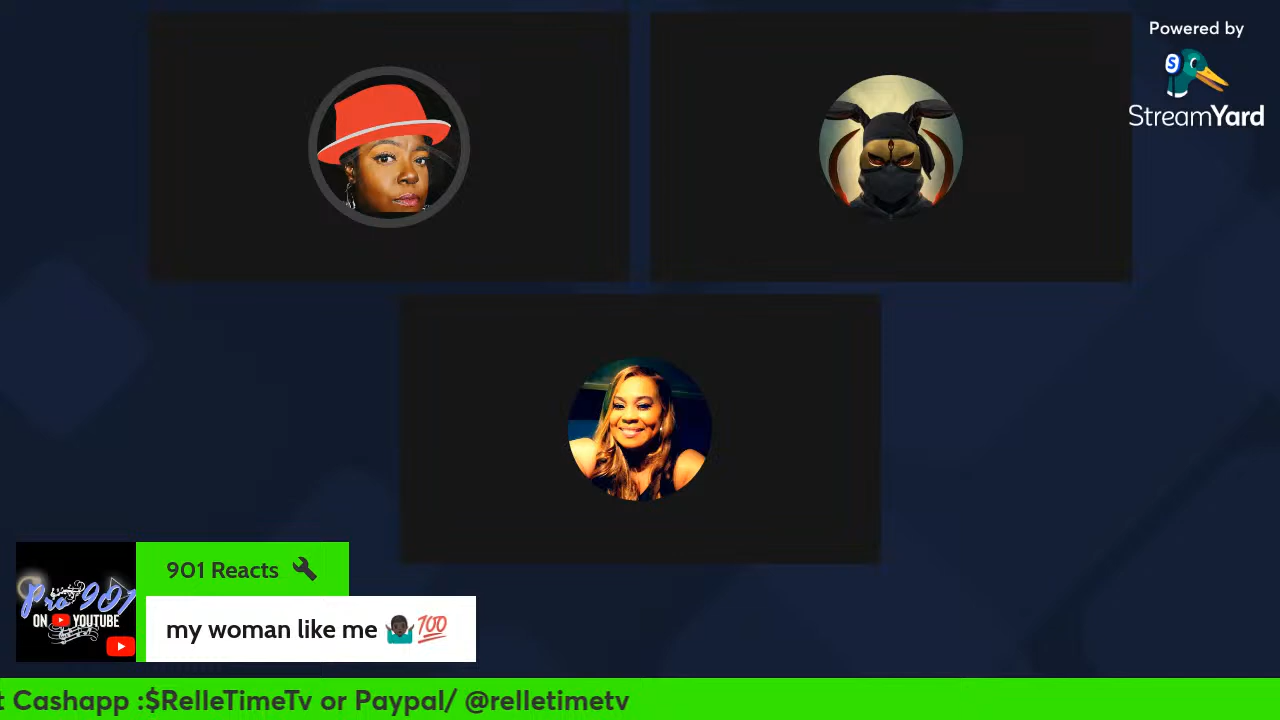 Powered by
S
StreamYard
901 Reacts
Pro 901
ON YOUTUBE
my woman like me 🤷🏿‍♂️💯
t Cashapp :$RelleTimeTv or Paypal/ @relletimetv